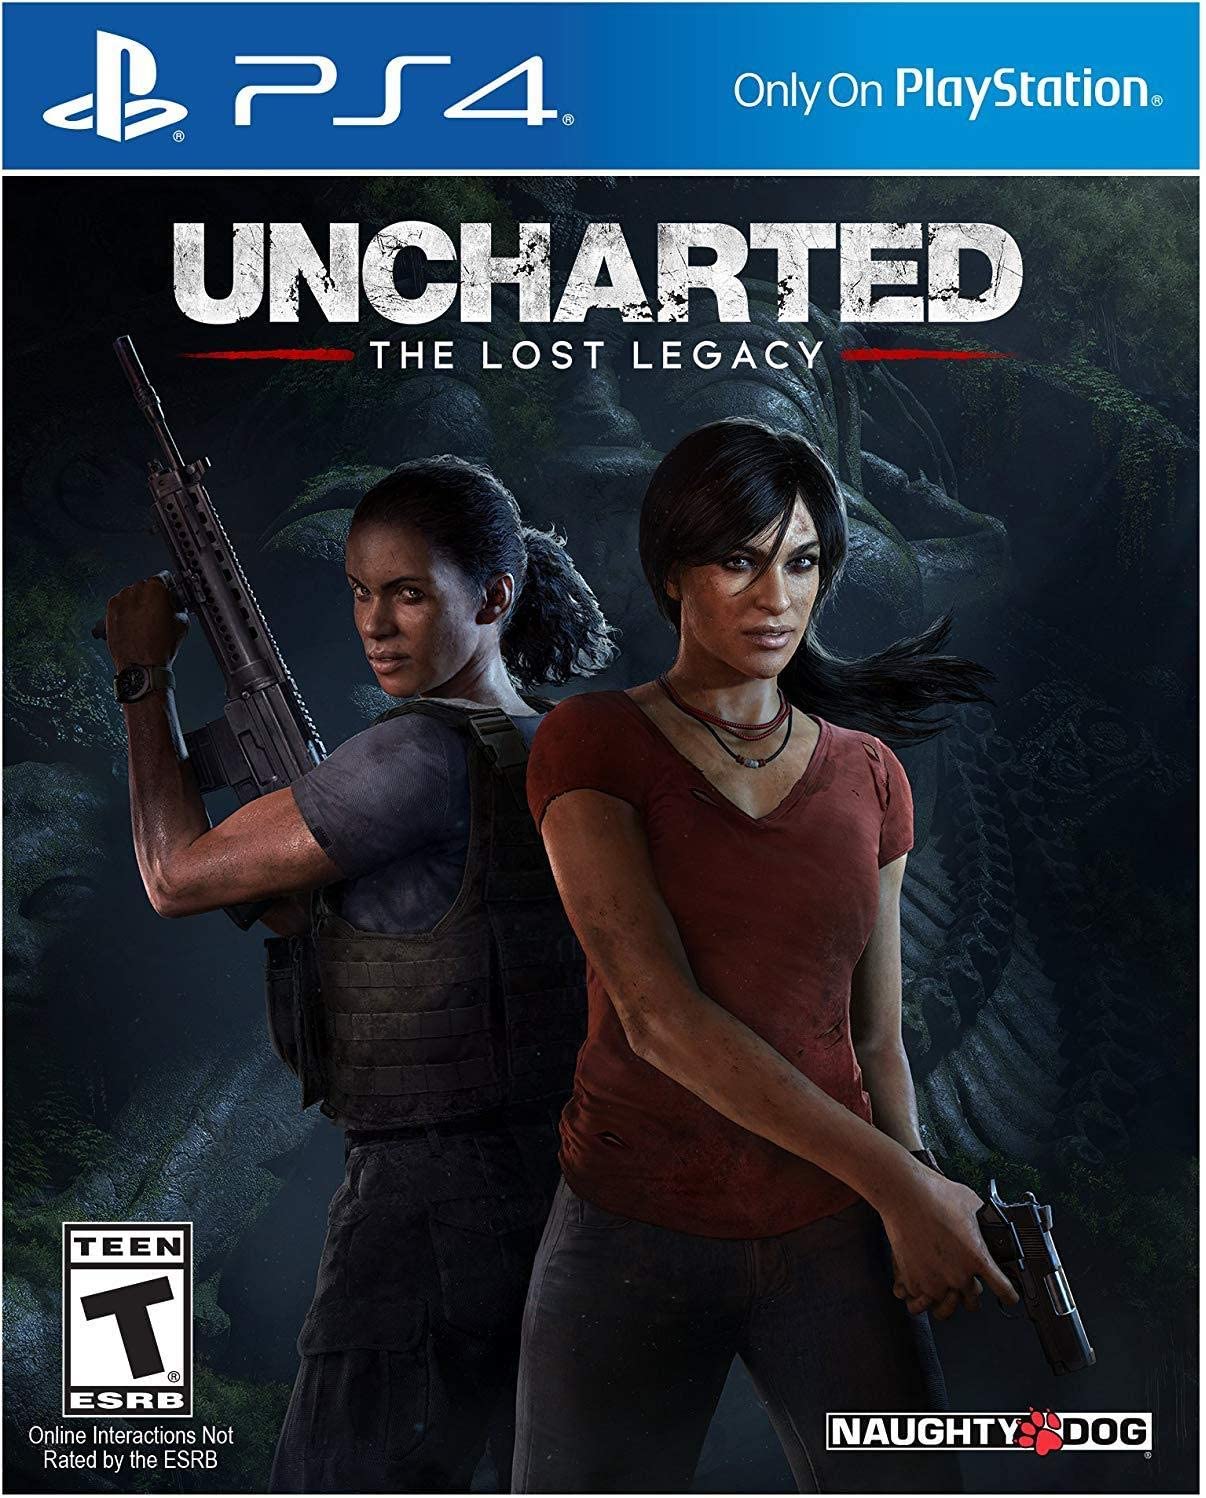 PS4®
Only On PlayStation®
UNCHARTED
THE LOST LEGACY
TEEN
T®
ESRB
Online Interactions Not
Rated by the ESRB
NAUGHTY DOG®